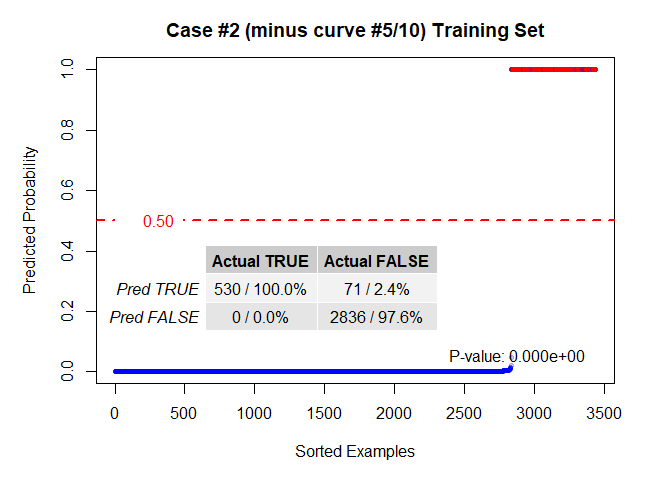 Case #2 (minus curve #5/10) Training Set
Predicted Probability
1.0
0.8
0.6
0.4
0.2
0.0
0.50
Actual TRUE Actual FALSE
Pred TRUE 530 / 100.0% 71 / 2.4%
Pred FALSE 0 / 0.0% 2836 / 97.6%
P-value: 0.000e+00
0 500 1000 1500 2000 2500 3000 3500
Sorted Examples